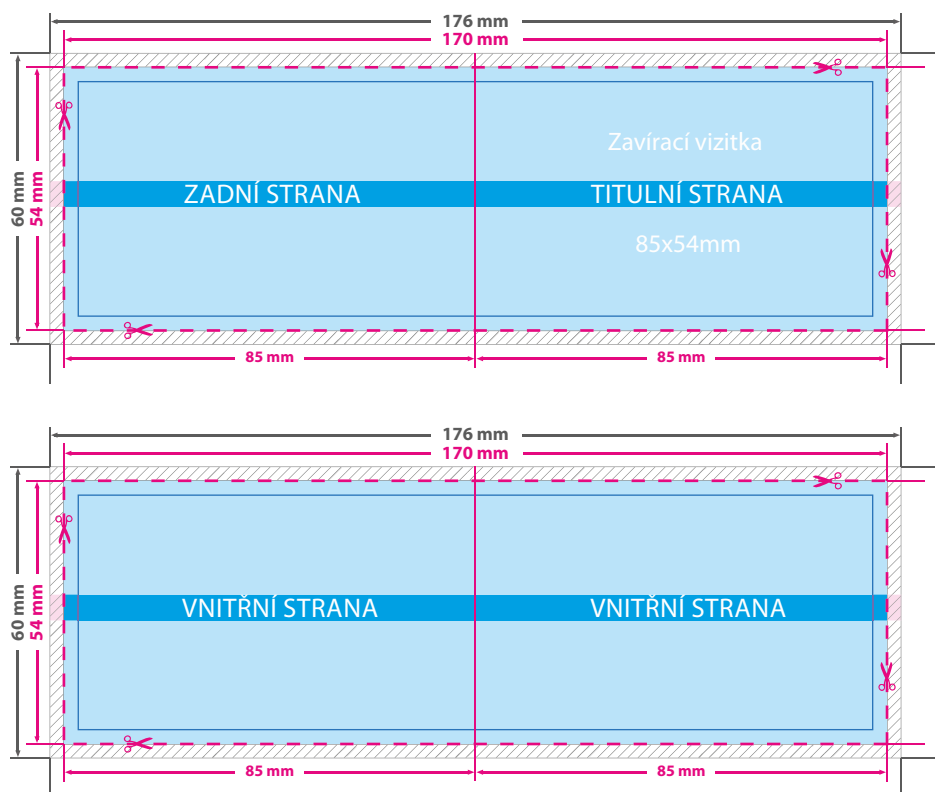 176 mm
170 mm
60 mm
54 mm
Zavírací vizitka
ZADNÍ STRANA
TITULNÍ STRANA
85x54mm
85 mm
85 mm
176 mm
170 mm
60 mm
54 mm
VNITŘNÍ STRANA
VNITŘNÍ STRANA
85 mm
85 mm